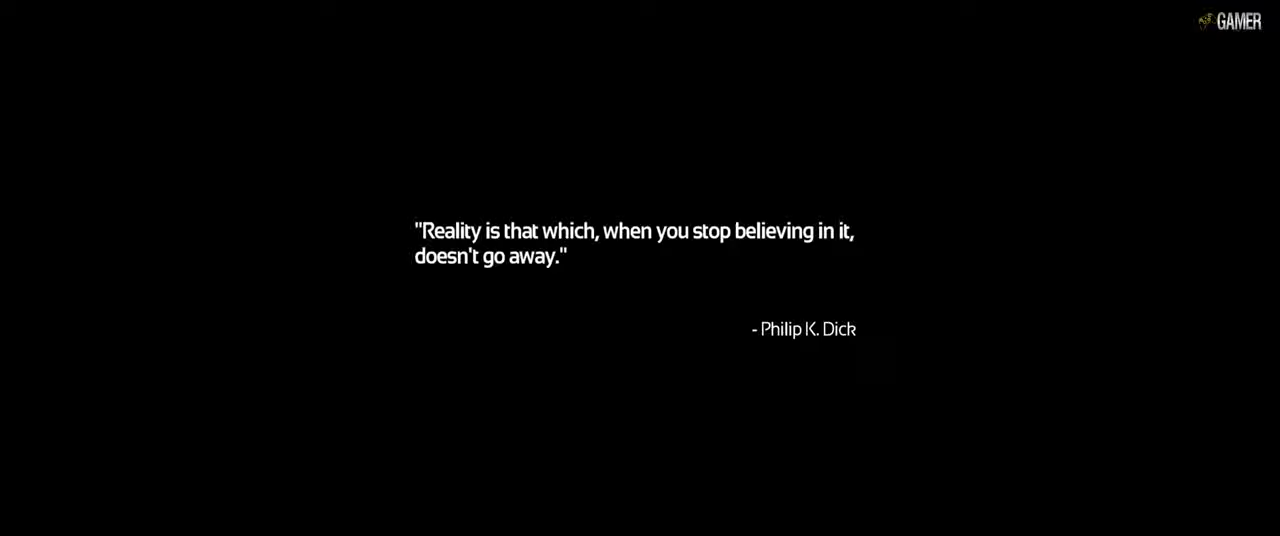 GAMER
"Reality is that which, when you stop believing in it,
doesn't go away."
- Philip K. Dick